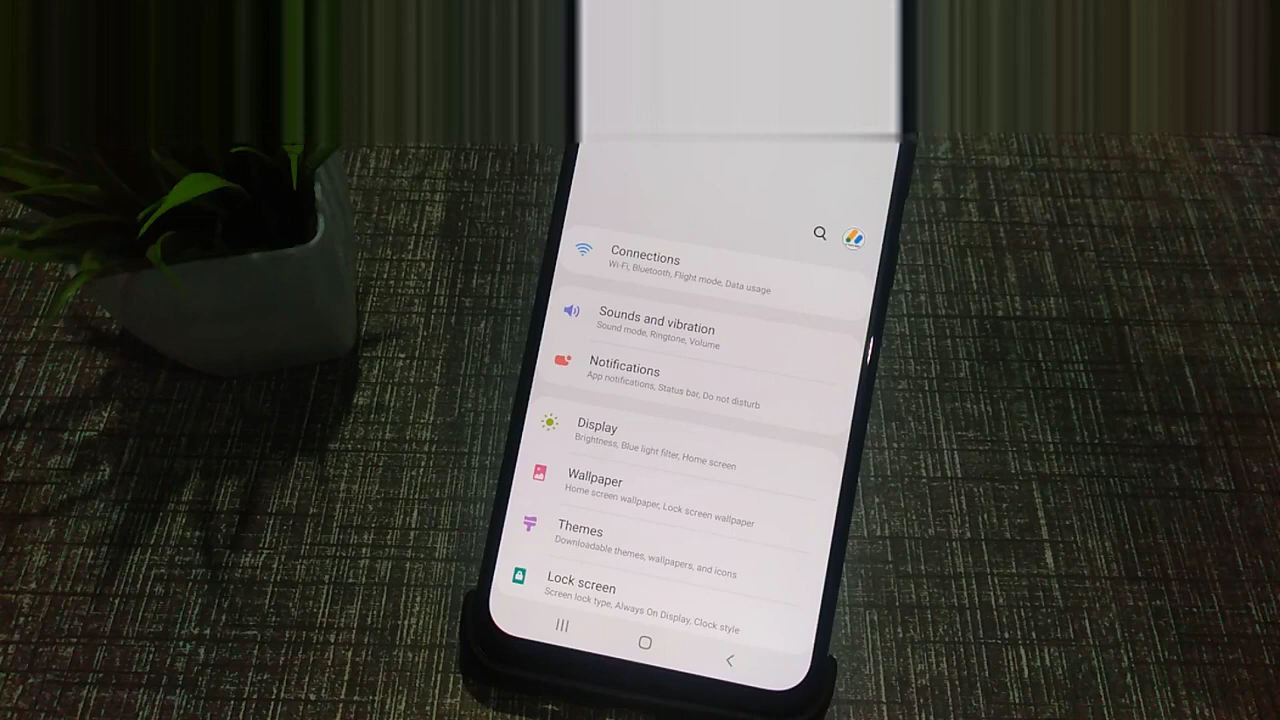 Connections
Wi-Fi, Bluetooth, Flight mode, Data usage
Sounds and vibration
Sound mode, Ringtone, Volume
Notifications
App notifications, Status bar, Do not disturb
Display
Brightness, Blue light filter, Home screen
Wallpaper
Home screen wallpaper, Lock screen wallpaper
Themes
Downloadable themes, wallpapers, and icons
Lock screen
Screen lock type, Always On Display, Clock style